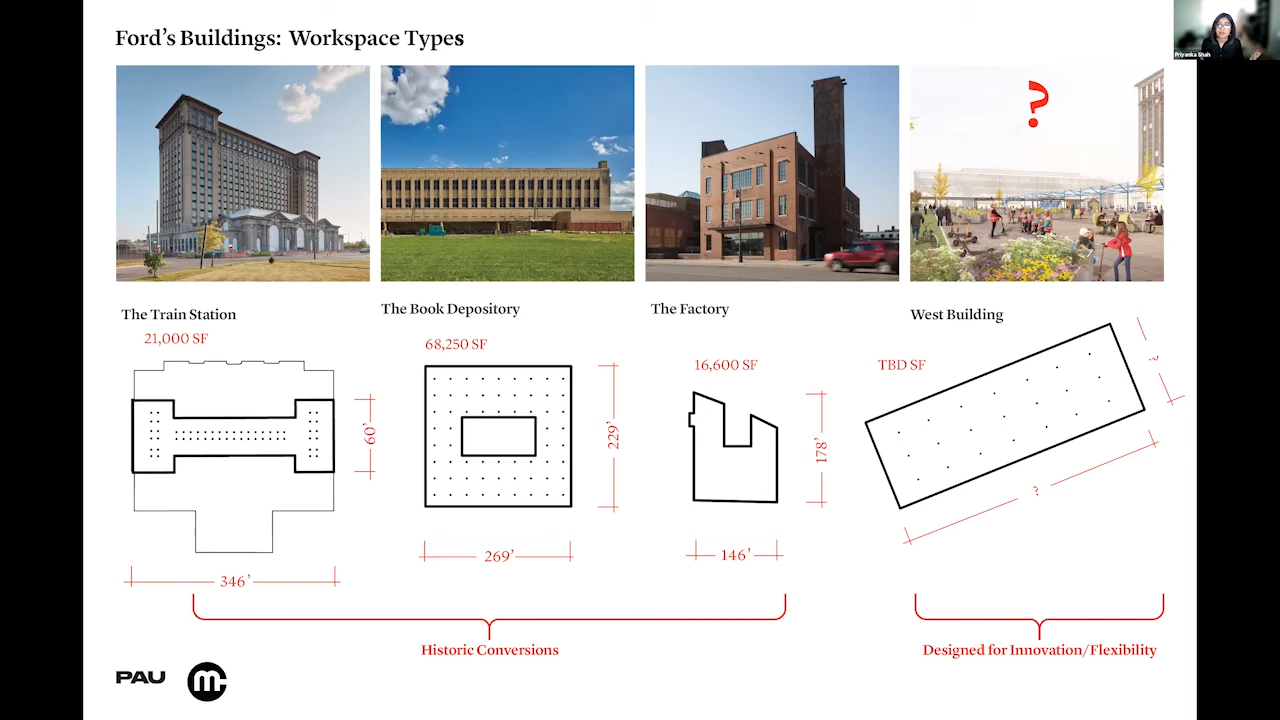 Ford's Buildings: Workspace Types
Priyanka Shah
?
The Train Station
The Book Depository
The Factory
West Building
21,000 SF
68,250 SF
16,600 SF
TBD SF
60'
229'
178'
?
?
346'
269'
146'
Historic Conversions
Designed for Innovation/Flexibility
PAU
mc